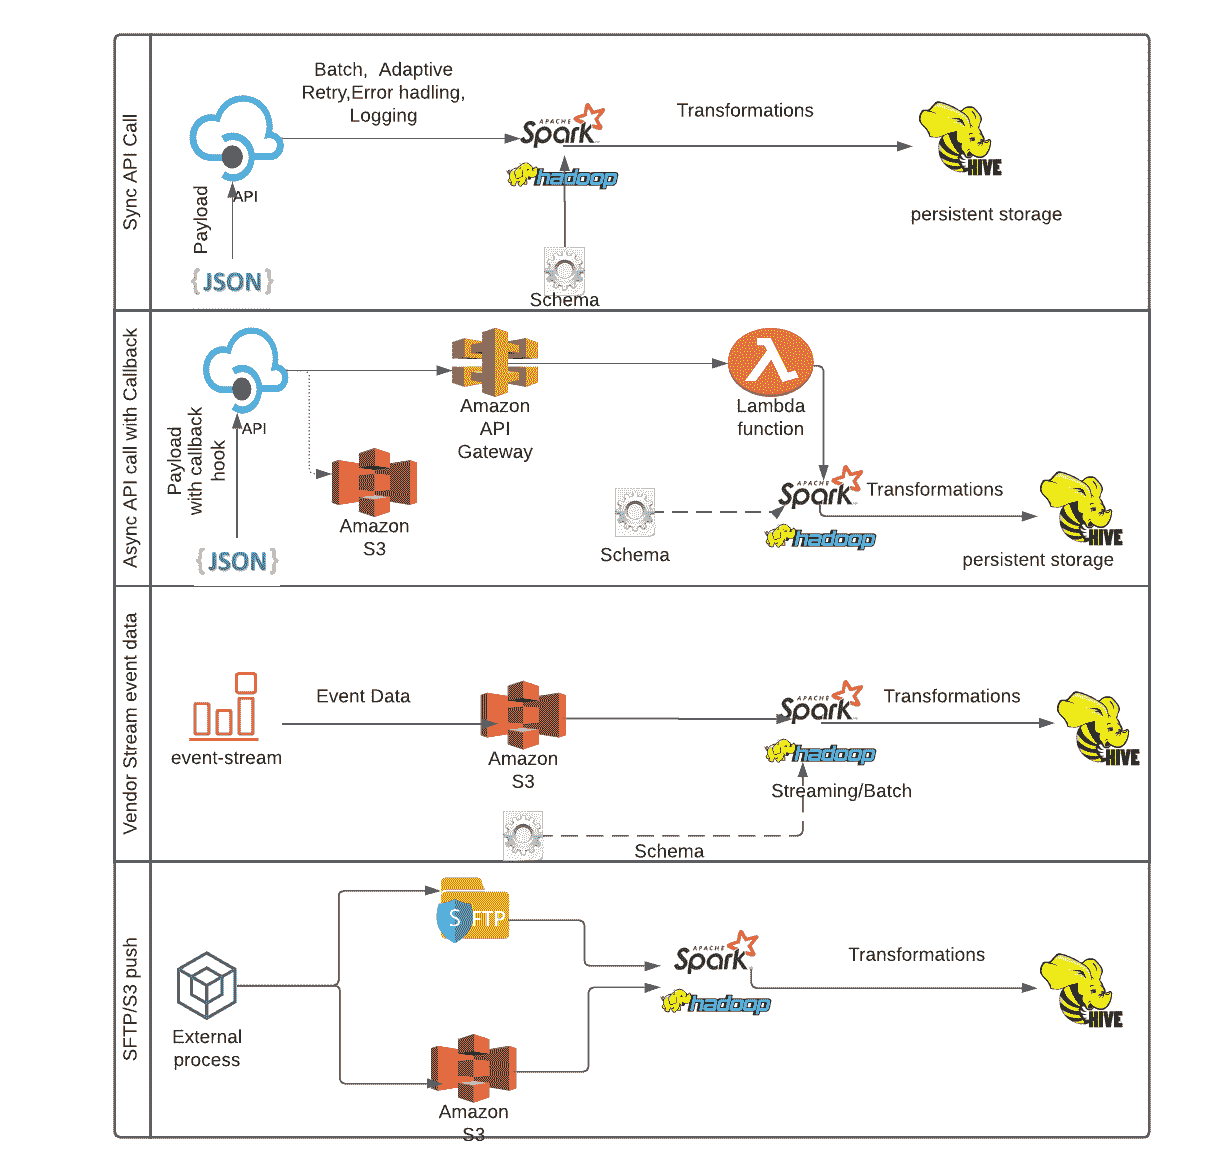 Sync API Call
Batch, Adaptive
Retry,Error hadling,
Logging
API
Payload
{JSON}
APACHE
Spark
hadoop
Schema
Transformations
HIVE
persistent storage
Async API call with Callback
API
Payload
with callback
hook
{JSON}
Amazon
S3
Amazon
API
Gateway
Lambda
function
Schema
APACHE
Spark
hadoop
Transformations
HIVE
persistent storage
Vendor Stream event data
event-stream
Event Data
Amazon
S3
Schema
APACHE
Spark
hadoop
Streaming/Batch
Transformations
HIVE
SFTP/S3 push
External
process
SFTP
Amazon
S3
APACHE
Spark
hadoop
Transformations
HIVE